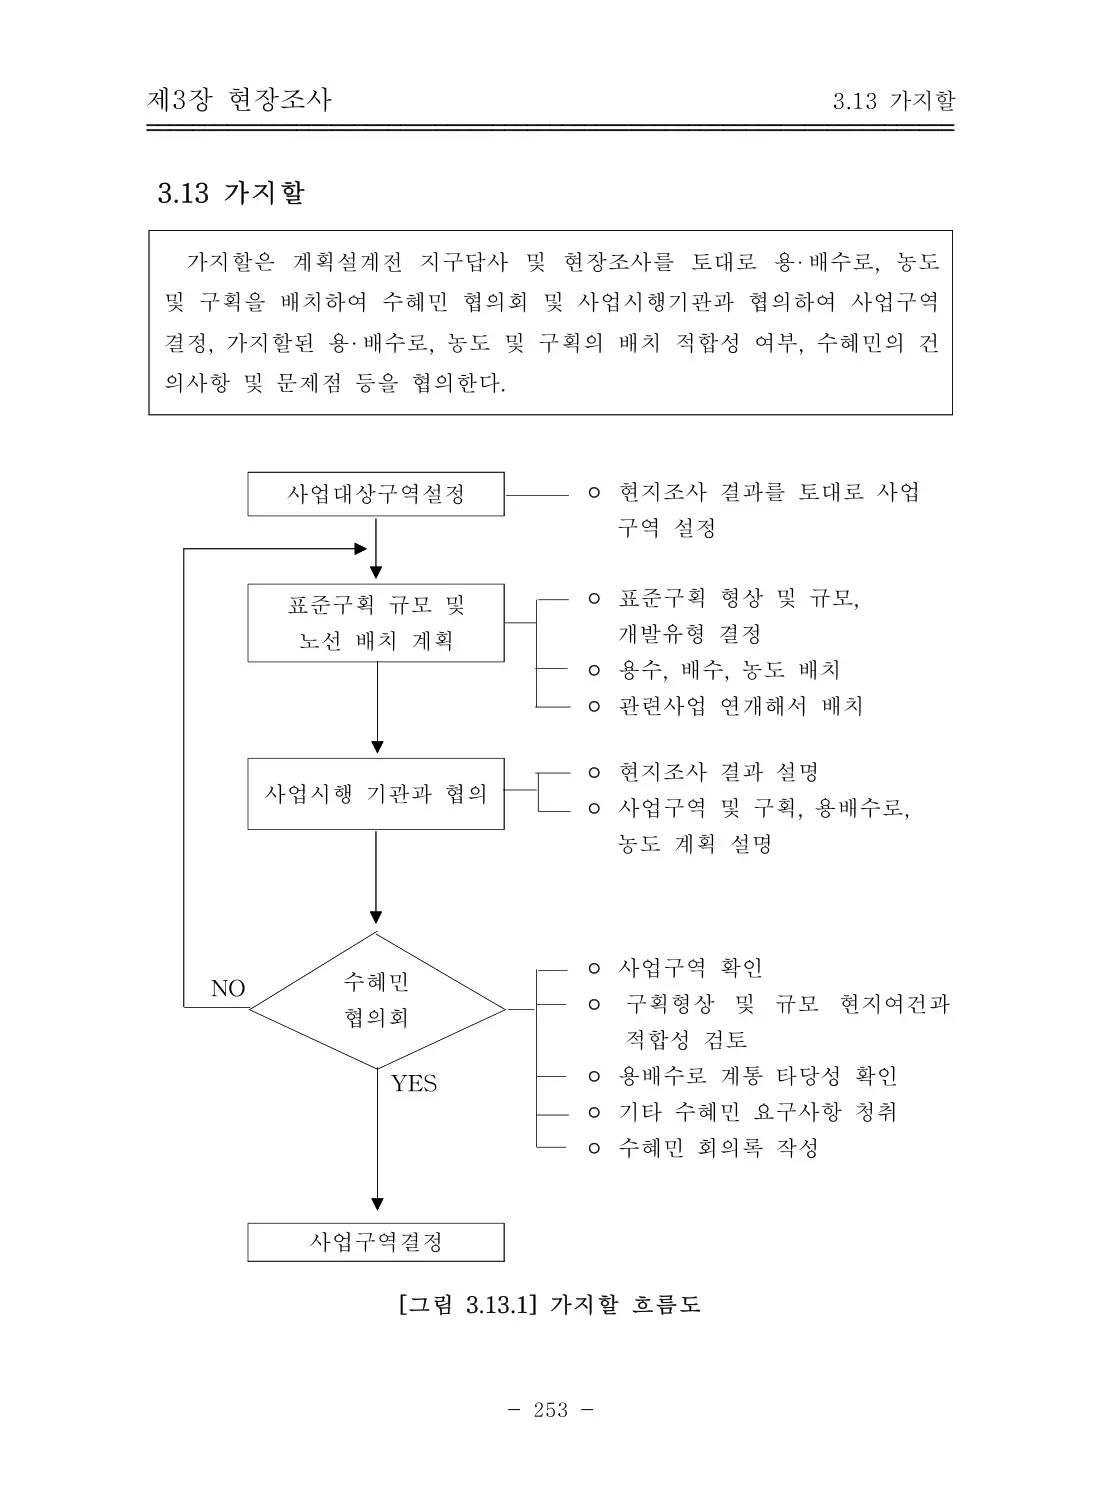 제3장 현장조사
3.13 가지할
3.13 가지할
가지할은 계획설계전 지구답사 및 현장조사를 토대로 용·배수로, 농도
및 구획을 배치하여 수혜민 협의회 및 사업시행기관과 협의하여 사업구역
결정, 가지할된 용·배수로, 농도 및 구획의 배치 적합성 여부, 수혜민의 건
의사항 및 문제점 등을 협의한다.
사업대상구역설정
ㅇ 현지조사 결과를 토대로 사업
구역 설정
표준구획 규모 및
노선 배치 계획
ㅇ 표준구획 형상 및 규모,
개발유형 결정
ㅇ 용수, 배수, 농도 배치
ㅇ 관련사업 연개해서 배치
사업시행 기관과 협의
ㅇ 현지조사 결과 설명
ㅇ 사업구역 및 구획, 용배수로,
농도 계획 설명
NO
수혜민
협의회
YES
ㅇ 사업구역 확인
ㅇ 구획형상 및 규모 현지여건과
적합성 검토
ㅇ 용배수로 계통 타당성 확인
ㅇ 기타 수혜민 요구사항 청취
ㅇ 수혜민 회의록 작성
사업구역결정
[그림 3.13.1] 가지할 흐름도
- 253 -